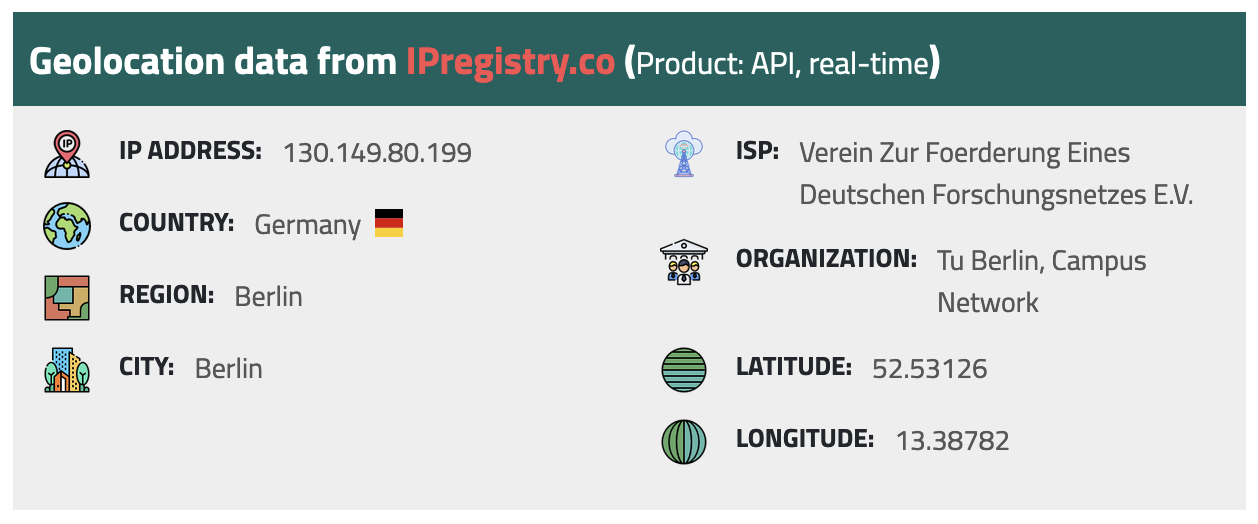 Geolocation data from IPregistry.co (Product: API, real-time)
IP
IP ADDRESS: 130.149.80.199
COUNTRY: Germany
REGION: Berlin
CITY: Berlin
ISP: Verein Zur Foerderung Eines
Deutschen Forschungsnetzes E.V.
ORGANIZATION: Tu Berlin, Campus
Network
LATITUDE: 52.53126
LONGITUDE: 13.38782